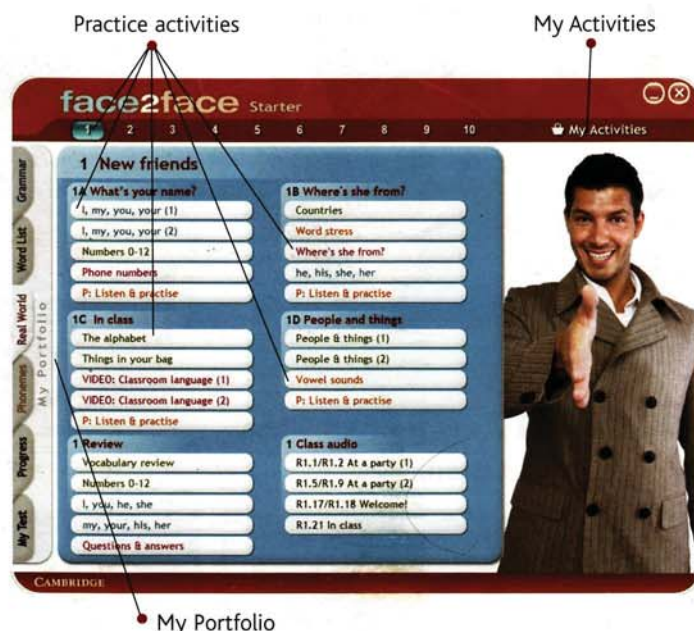 Practice activities
My Activities
face2face Starter
1 2 3 4 5 6 7 8 9 10
My Activities
Grammar
Word List
Real World
Phonemes
Progress
My Test
My Portfolio
1 New friends
1A What's your name?
I, my, you, your (1)
I, my, you, your (2)
Numbers 0-12
Phone numbers
P: Listen & practise
1B Where's she from?
Countries
Word stress
Where's she from?
he, his, she, her
P: Listen & practise
1C In class
The alphabet
Things in your bag
VIDEO: Classroom language (1)
VIDEO: Classroom language (2)
P: Listen & practise
1D People and things
People & things (1)
People & things (2)
Vowel sounds
P: Listen & practise
1 Review
Vocabulary review
Numbers 0-12
I, you, he, she
my, your, his, her
Questions & answers
1 Class audio
R1.1/R1.2 At a party (1)
R1.5/R1.9 At a party (2)
R1.17/R1.18 Welcome!
R1.21 In class
CAMBRIDGE
My Portfolio